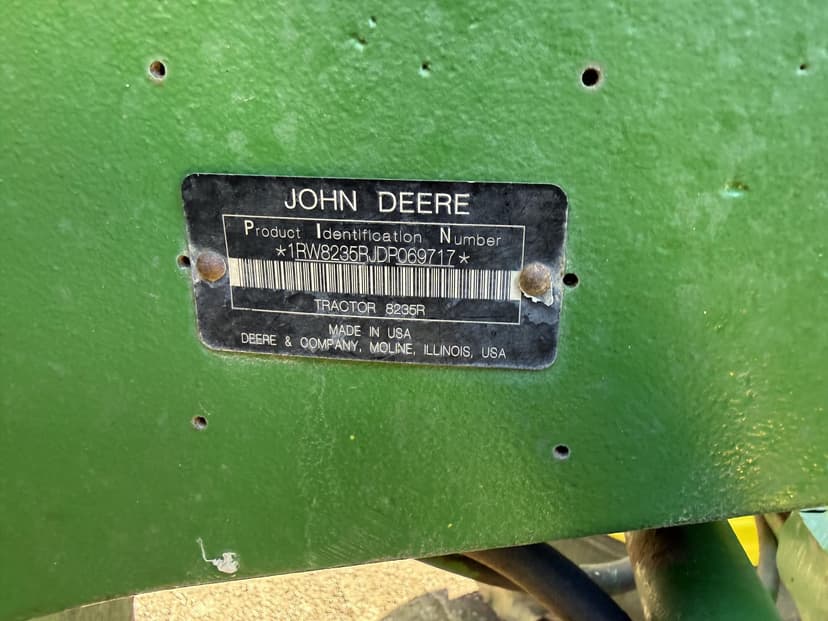 JOHN DEERE
Product Identification Number
*1RW8235RJDP069717*
TRACTOR 8235R
MADE IN USA
DEERE & COMPANY, MOLINE, ILLINOIS, USA